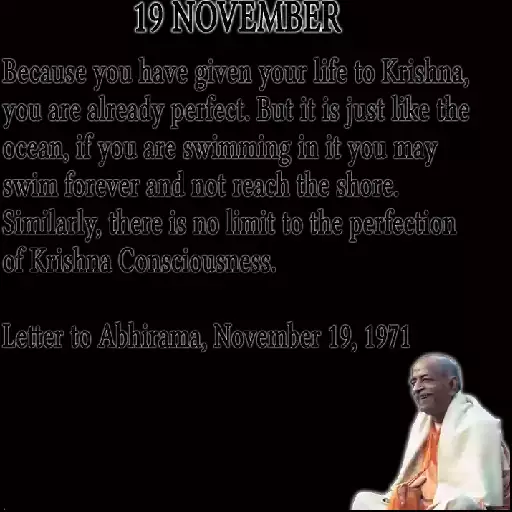 19 NOVEMBER
Because you have given your life to Krishna,
you are already perfect. But it is just like the
ocean, if you are swimming in it you may
swim forever and not reach the shore.
Similarly, there is no limit to the perfection
of Krishna Consciousness.
Letter to Abhirama, November 19, 1971